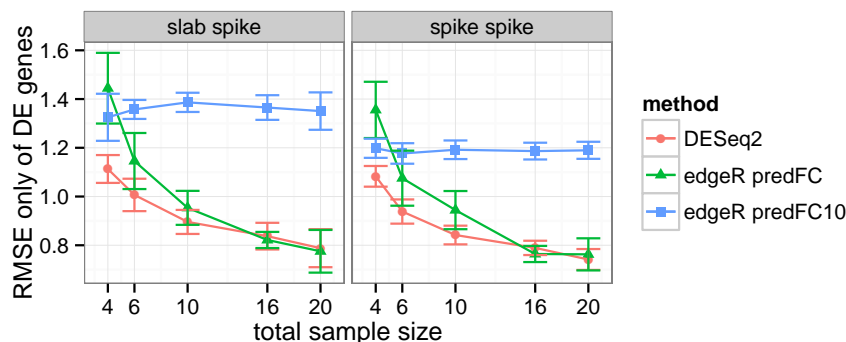 slab spike
spike spike
RMSE only of DE genes
1.6
1.4
1.2
1.0
0.8
4 6 10 16 20
4 6 10 16 20
total sample size
method
DESeq2
edgeR predFC
edgeR predFC10